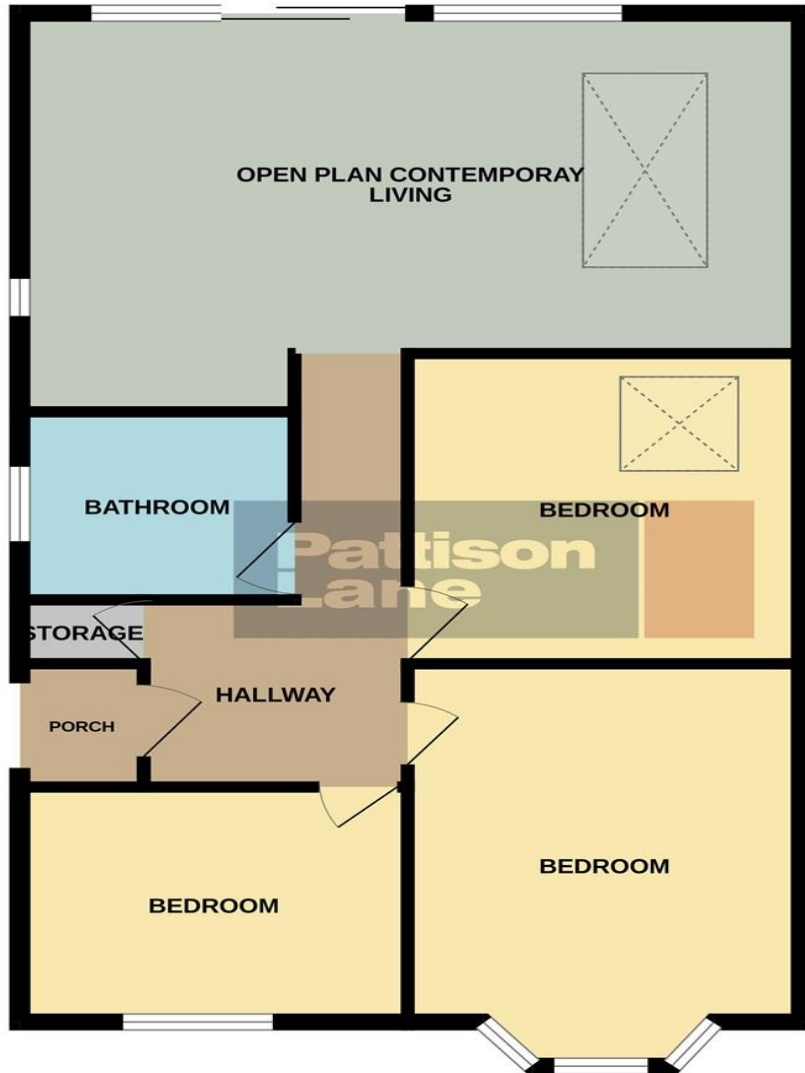 OPEN PLAN CONTEMPORAY
LIVING
BATHROOM
BEDROOM
Pattison
Lane
STORAGE
HALLWAY
PORCH
BEDROOM
BEDROOM